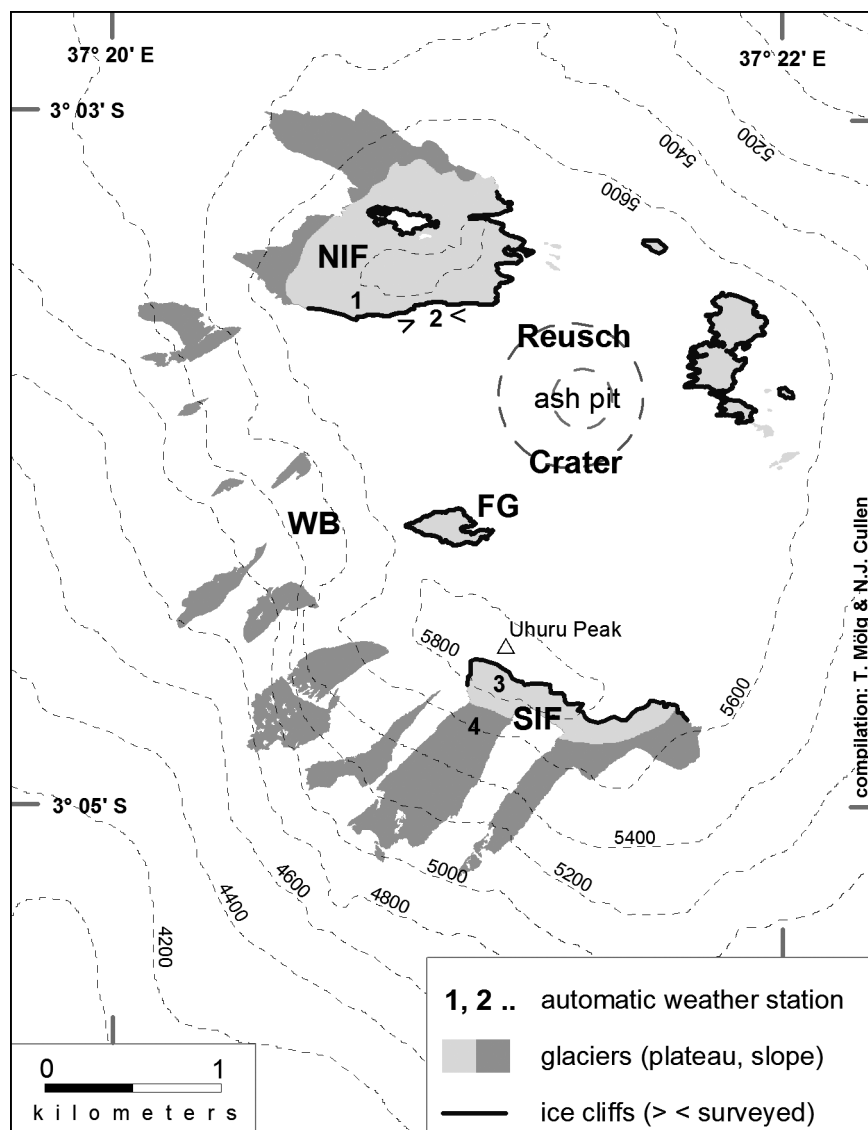 37° 20' E
37° 22' E
3° 03' S
5200
5400
5600
NIF
1
> 2 <
Reusch
ash pit
Crater
FG
WB
Uhuru Peak
5800
3
SIF
4
5600
compilation: T. Mölg & N.J. Cullen
3° 05' S
5400
5200
5000
4800
4600
4400
4200
1, 2 .. automatic weather station
glaciers (plateau, slope)
ice cliffs (> < surveyed)
0 1
kilometers